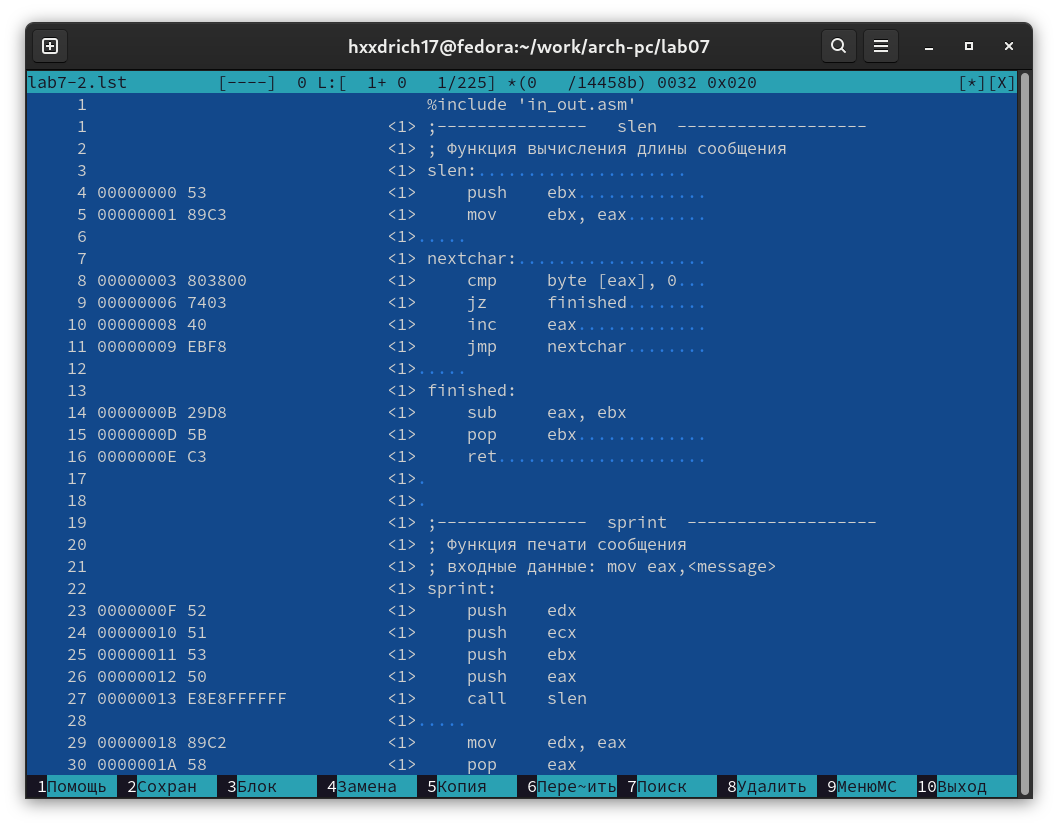 hxxdrich17@fedora:~/work/arch-pc/lab07
lab7-2.lst [----] 0 L:[ 1+ 0 1/225] *(0 /14458b) 0032 0x020 [*][X]
1 %include 'in_out.asm'
1 <1> ;--------------- slen -------------------
2 <1> ; Функция вычисления длины сообщения
3 <1> slen:.....................
4 00000000 53 <1> push ebx.............
5 00000001 89C3 <1> mov ebx, eax........
6 <1>.....
7 <1> nextchar:...................
8 00000003 803800 <1> cmp byte [eax], 0...
9 00000006 7403 <1> jz finished........
10 00000008 40 <1> inc eax.............
11 00000009 EBF8 <1> jmp nextchar........
12 <1>.....
13 <1> finished:
14 0000000B 29D8 <1> sub eax, ebx
15 0000000D 5B <1> pop ebx.............
16 0000000E C3 <1> ret.....................
17 <1>.
18 <1>.
19 <1> ;--------------- sprint -------------------
20 <1> ; Функция печати сообщения
21 <1> ; входные данные: mov eax,<message>
22 <1> sprint:
23 0000000F 52 <1> push edx
24 00000010 51 <1> push ecx
25 00000011 53 <1> push ebx
26 00000012 50 <1> push eax
27 00000013 E8E8FFFFFF <1> call slen
28 <1>.....
29 00000018 89C2 <1> mov edx, eax
30 0000001A 58 <1> pop eax
1Помощь 2Сохран 3Блок 4Замена 5Копия 6Пере~ить 7Поиск 8Удалить 9МенюMC 10Выход